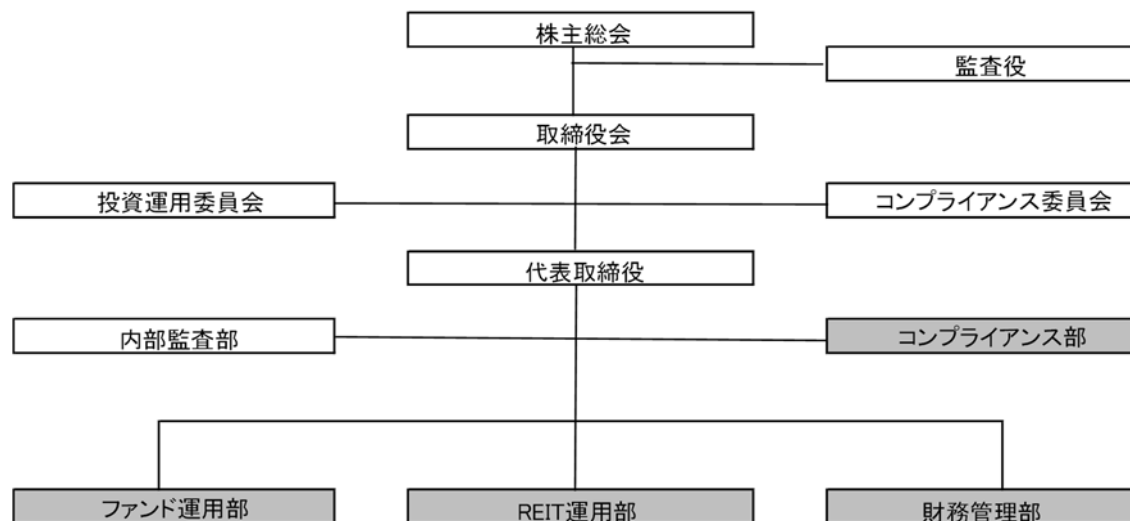 株主総会
監査役
取締役会
投資運用委員会
コンプライアンス委員会
代表取締役
内部監査部
コンプライアンス部
ファンド運用部
REIT運用部
財務管理部